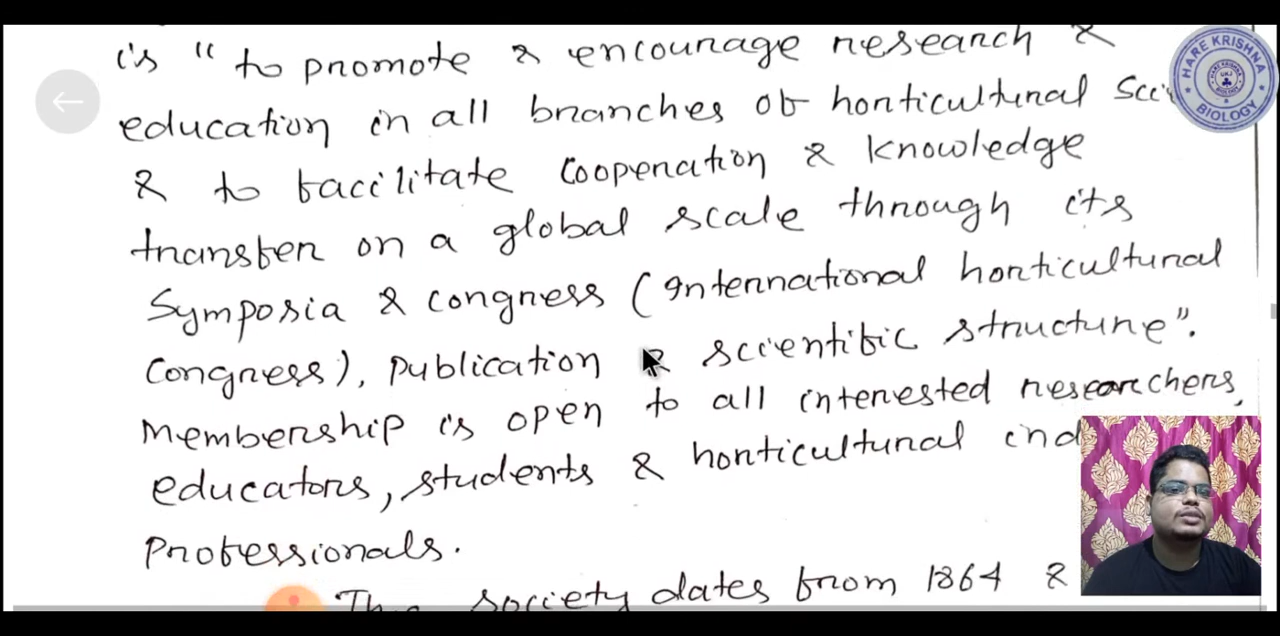 is "to promote & encourage research &
education in all branches of horticultural
& to facilitate cooperation & knowledge
transfer on a global scale through its
Symposia & congress (International horticultural
Congress), publication & scientific structure".
Membership is open to all interested researchers,
educators, students & horticultural
Professionals.
society dates from 1864 &
HARE KRISHNA
BIOLOGY